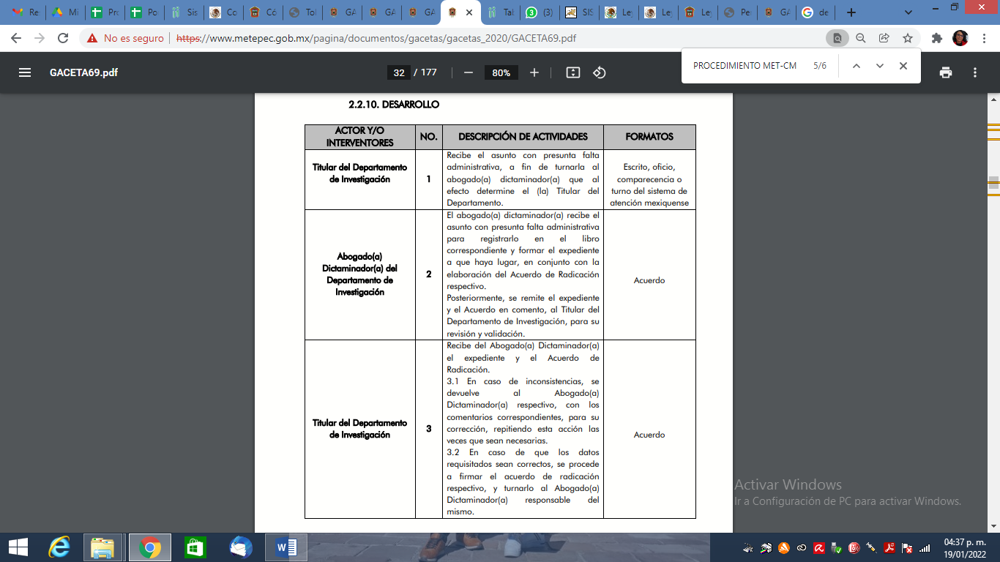 Re
Mi
Pro
Po
Sis
Co
Có
Tol
GA
GA
GA
Tal
(3)
SIS
Le
Ley
Le
Pe
GA
de
No es seguro
https://www.metepec.gob.mx/pagina/documentos/gacetas/gacetas_2020/GACETA69.pdf
PROCEDIMIENTO MET-CM 5/6
GACETA69.pdf
32 / 177
80%
2.2.10. DESARROLLO
ACTOR Y/O
INTERVENTORES
NO.
DESCRIPCIÓN DE ACTIVIDADES
FORMATOS
Titular del Departamento
de Investigación
1
Recibe el asunto con presunta falta
administrativa, a fin de turnarla al
abogado(a) dictaminador(a) que al
efecto determine el (la) Titular del
Departamento.
Escrito, oficio,
comparecencia o
turno del sistema de
atención mexiquense
Abogado(a)
Dictaminador(a) del
Departamento de
Investigación
2
El abogado(a) dictaminador(a) recibe el
asunto con presunta falta administrativa
para registrarlo en el libro
correspondiente y formar el expediente
a que haya lugar, en conjunto con la
elaboración del Acuerdo de Radicación
respectivo.
Posteriormente, se remite el expediente
y el Acuerdo en comento, al Titular del
Departamento de Investigación, para su
revisión y validación.
Acuerdo
Titular del Departamento
de Investigación
3
Recibe del Abogado(a) Dictaminador(a)
el expediente y el Acuerdo de
Radicación.
3.1 En caso de inconsistencias, se
devuelve al Abogado(a)
Dictaminador(a) respectivo, con los
comentarios correspondientes, para su
corrección, repitiendo esta acción las
veces que sean necesarias.
3.2 En caso de que los datos
requisitados sean correctos, se procede
a firmar el acuerdo de radicación
respectivo, y turnarlo al Abogado(a)
Dictaminador(a) responsable del
mismo.
Acuerdo
Activar Windows
Ir a Configuración de PC para activar Windows.
04:37 p. m.
19/01/2022